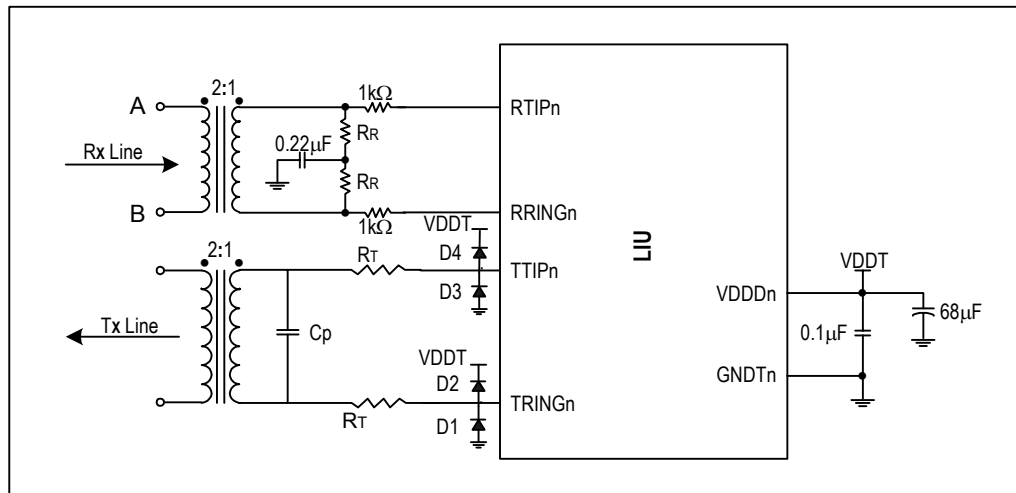 2:1
A
1kΩ
RTIPn
RR
0.22µF
Rx Line
RR
B
1kΩ
RRINGn
VDDT
2:1
D4
RT
TTIPn
D3
LIU
VDDT
VDDDn
68µF
0.1µF
Tx Line
Cp
VDDT
GNDTn
D2
TRINGn
RT
D1